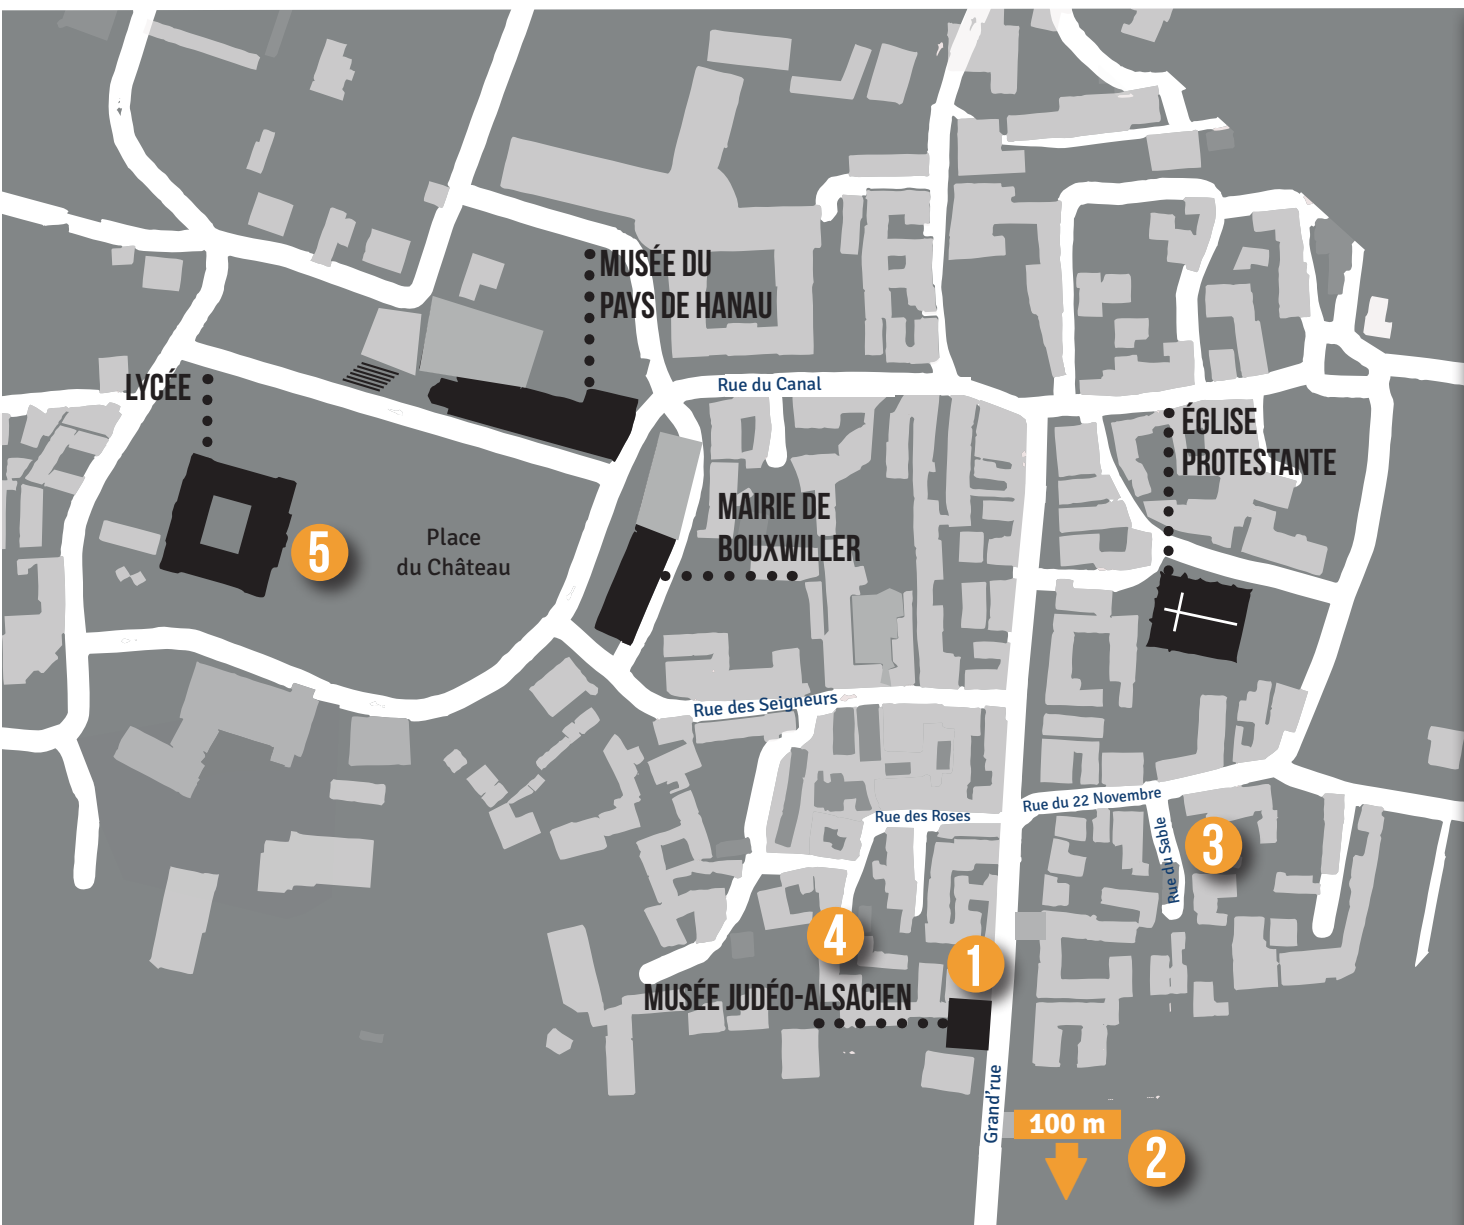 MUSÉE DU
PAYS DE HANAU
LYCÉE
Rue du Canal
ÉGLISE
PROTESTANTE
MAIRIE DE
BOUXWILLER
5
Place
du Château
Rue des Seigneurs
Rue du 22 Novembre
Rue des Roses
Rue du Sable
3
4
1
MUSÉE JUDÉO-ALSACIEN
Grand'rue
100 m
2